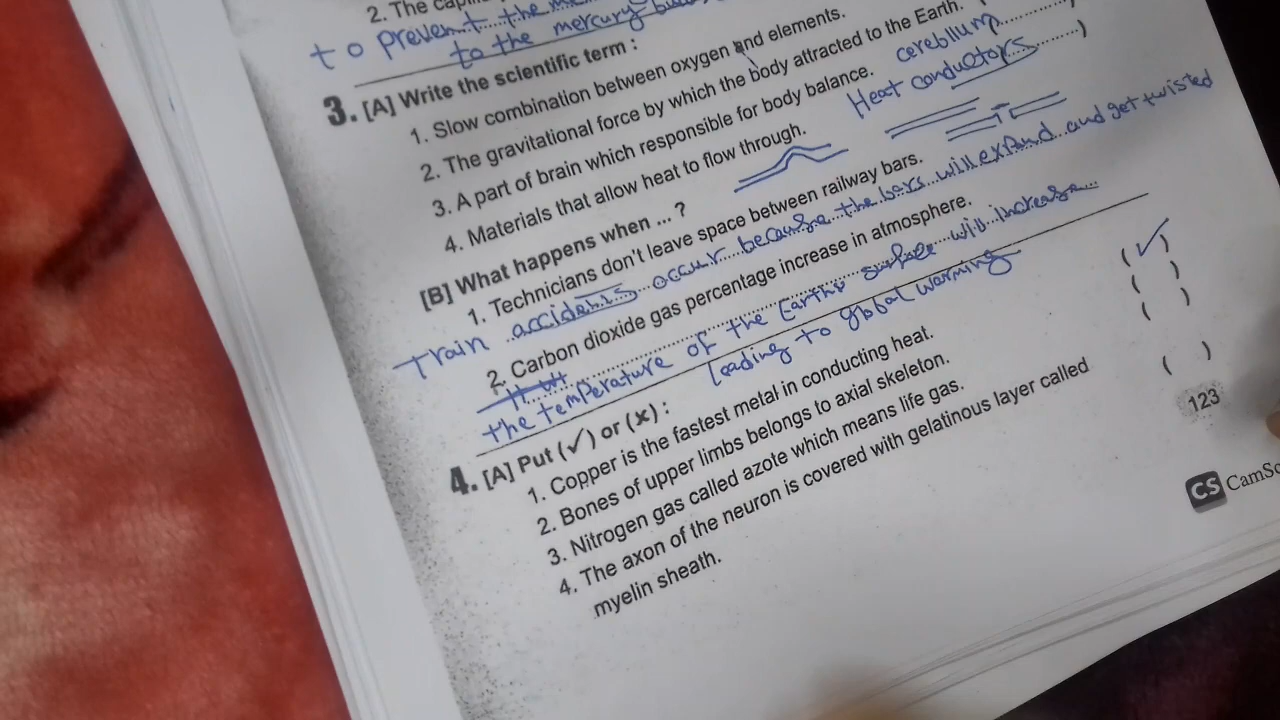 2. The
to prevent the
to the mercury
3. [A] Write the scientific term :
1. Slow combination between oxygen and elements.
2. The gravitational force by which the body attracted to the Earth.
3. A part of brain which responsible for body balance. cerebllum
4. Materials that allow heat to flow through. Heat conductors
[B] What happens when ... ?
1. Technicians don't leave space between railway bars.
Train accidents occur because the bars will expand and get twisted
2. Carbon dioxide gas percentage increase in atmosphere.
the temperature of the Earth's surface will increase
leading to global warming
4. [A] Put (✓) or (x) :
1. Copper is the fastest metal in conducting heat. (✓)
2. Bones of upper limbs belongs to axial skeleton. ( )
3. Nitrogen gas called azote which means life gas. ( )
4. The axon of the neuron is covered with gelatinous layer called
myelin sheath. ( )
123
CS CamSc